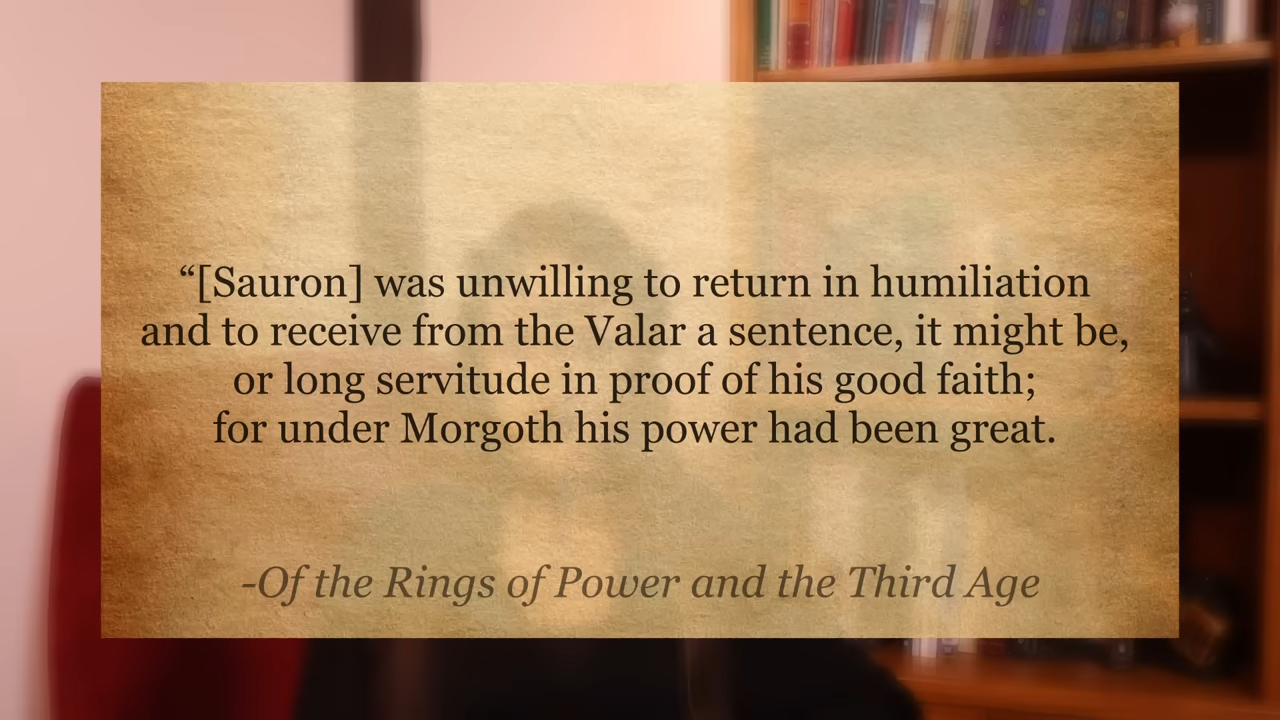 “[Sauron] was unwilling to return in humiliation
and to receive from the Valar a sentence, it might be,
or long servitude in proof of his good faith;
for under Morgoth his power had been great.
-Of the Rings of Power and the Third Age